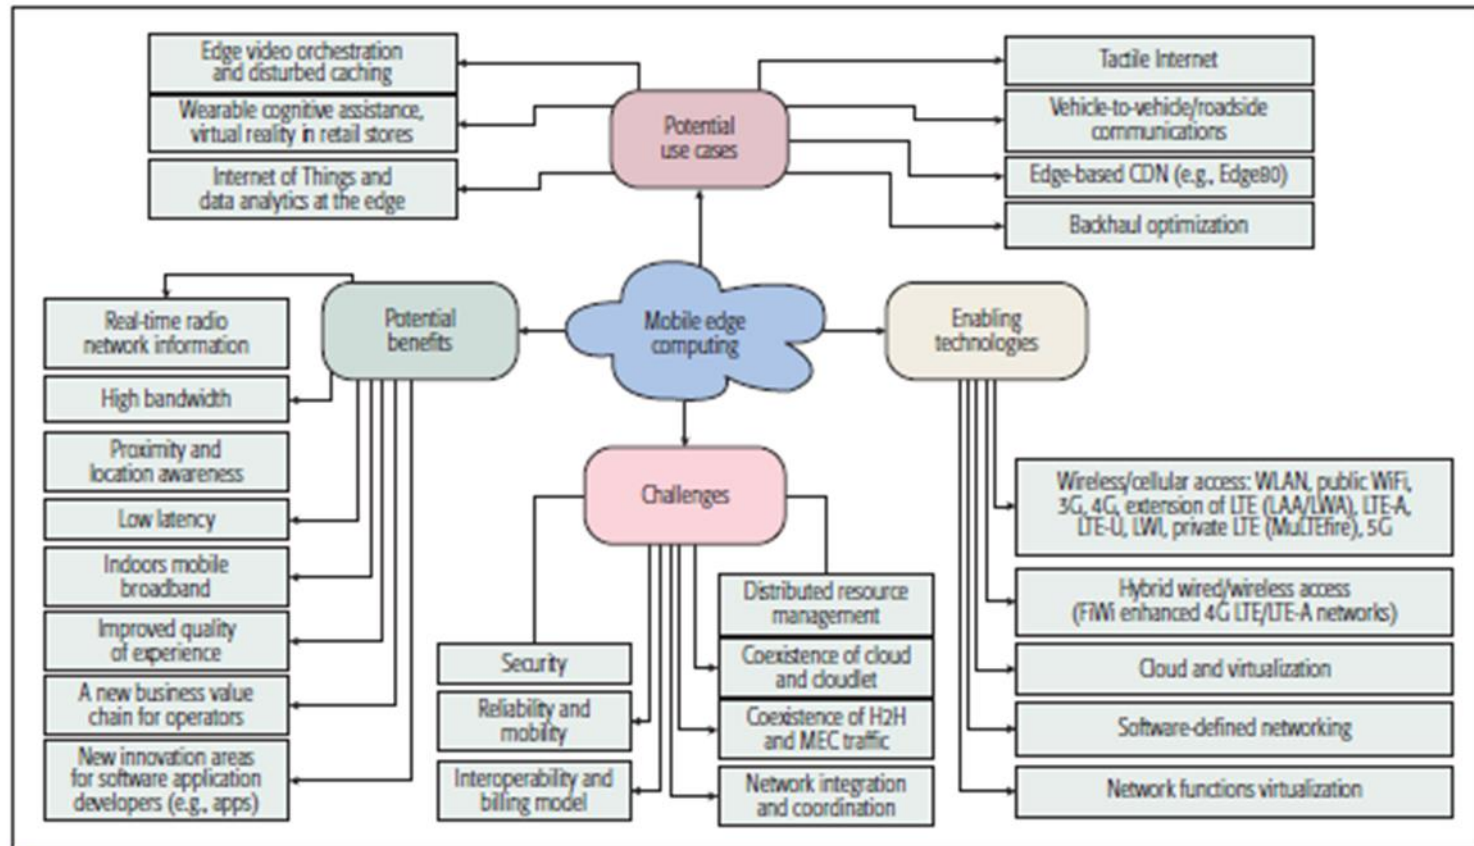 Edge video orchestration
and disturbed caching
Wearable cognitive assistance,
virtual reality in retail stores
Internet of Things and
data analytics at the edge
Potential
use cases
Tactile Internet
Vehicle-to-vehicle/roadside
communications
Edge-based CDN (e.g., EdgeB0)
Backhaul optimization
Real-time radio
network information
High bandwidth
Proximity and
location awareness
Low latency
Indoors mobile
broadband
Improved quality
of experience
A new business value
chain for operators
New innovation areas
for software application
developers (e.g., apps)
Potential
benefits
Mobile edge
computing
Enabling
technologies
Challenges
Security
Reliability and
mobility
Interoperability and
billing model
Distributed resource
management
Coexistence of cloud
and cloudlet
Coexistence of H2H
and MEC traffic
Network integration
and coordination
Wireless/cellular access: WLAN, public WiFi,
3G, 4G, extension of LTE (LAA/LWA), LTE-A,
LTE-U, LWI, private LTE (MuLTEfire), 5G
Hybrid wired/wireless access
(FiWi enhanced 4G LTE/LTE-A networks)
Cloud and virtualization
Software-defined networking
Network functions virtualization